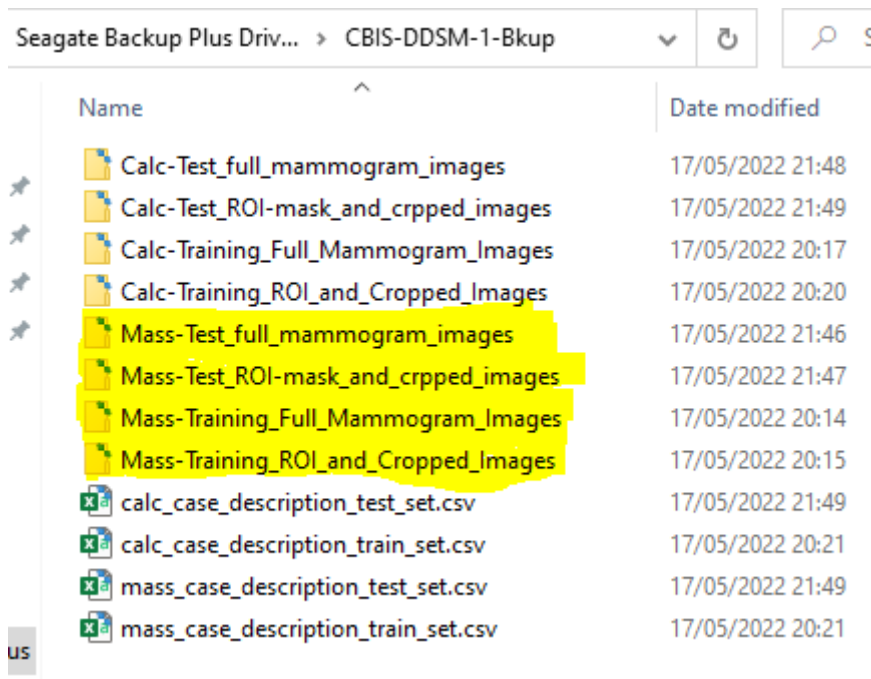 Seagate Backup Plus Driv... > CBIS-DDSM-1-Bkup S
Name Date modified
Calc-Test_full_mammogram_images 17/05/2022 21:48
Calc-Test_ROI-mask_and_crpped_images 17/05/2022 21:49
Calc-Training_Full_Mammogram_Images 17/05/2022 20:17
Calc-Training_ROI_and_Cropped_Images 17/05/2022 20:20
Mass-Test_full_mammogram_images 17/05/2022 21:46
Mass-Test_ROI-mask_and_crpped_images 17/05/2022 21:47
Mass-Training_Full_Mammogram_Images 17/05/2022 20:14
Mass-Training_ROI_and_Cropped_Images 17/05/2022 20:15
calc_case_description_test_set.csv 17/05/2022 21:49
calc_case_description_train_set.csv 17/05/2022 20:21
mass_case_description_test_set.csv 17/05/2022 21:49
mass_case_description_train_set.csv 17/05/2022 20:21
us